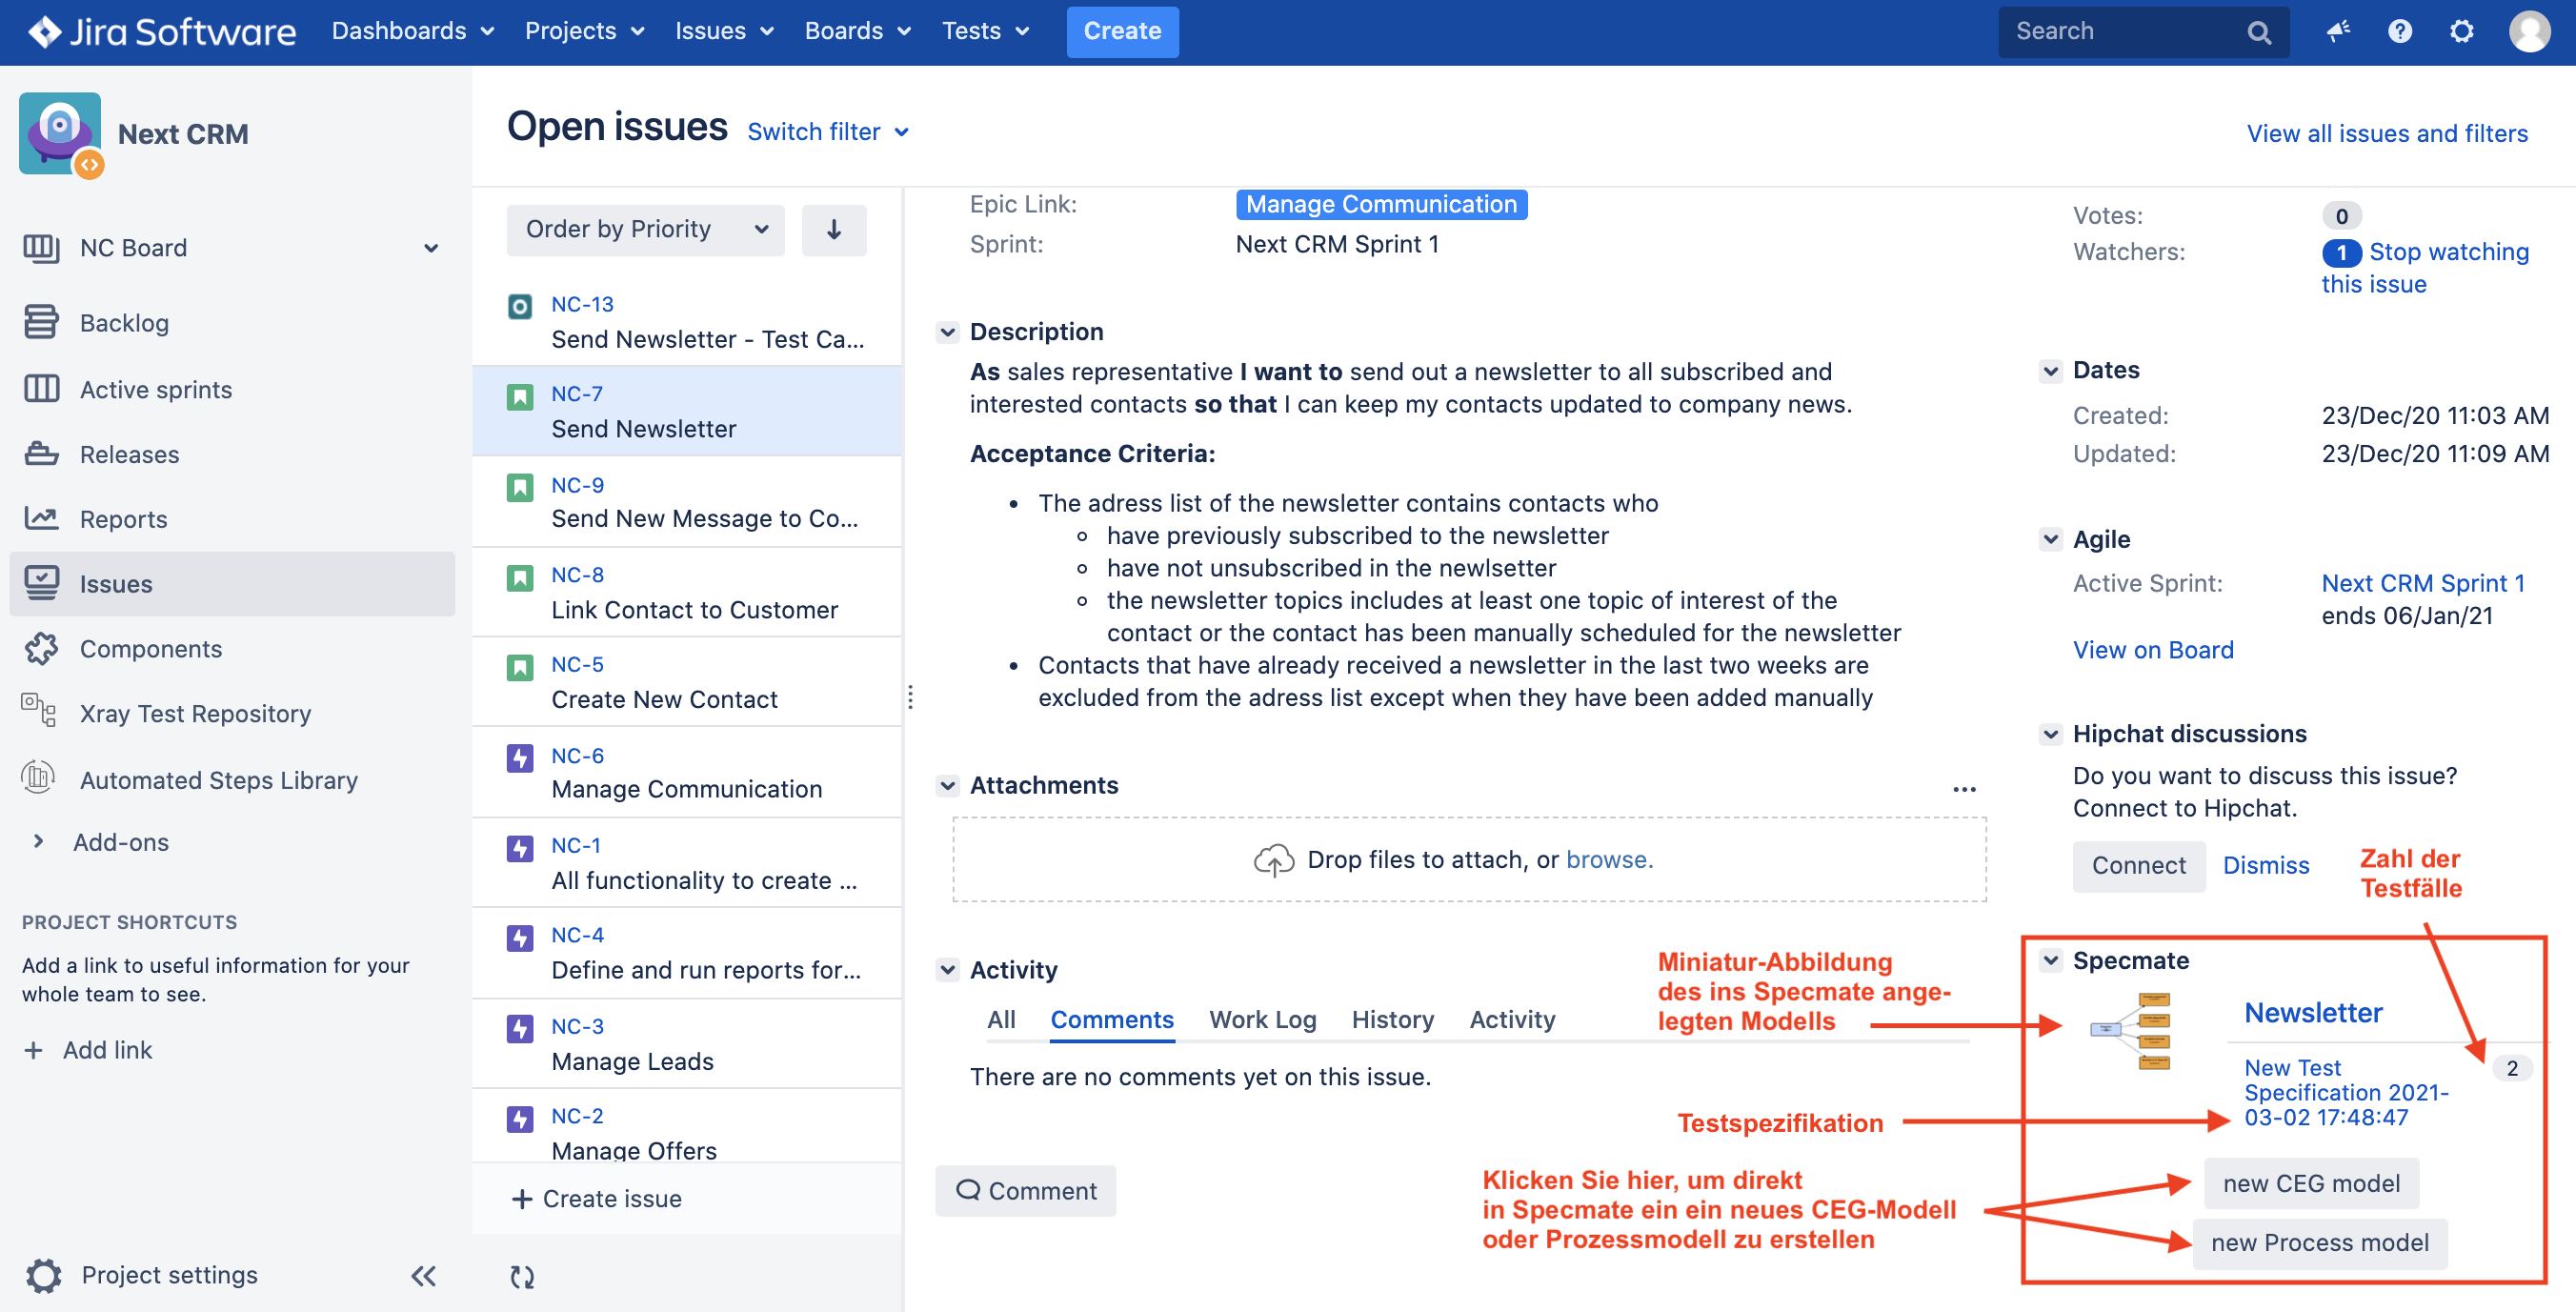 Jira Software
Dashboards
Projects
Issues
Boards
Tests
Create
Search
Next CRM
NC Board
Backlog
Active sprints
Releases
Reports
Issues
Components
Xray Test Repository
Automated Steps Library
Add-ons
PROJECT SHORTCUTS
Add a link to useful information for your
whole team to see.
+ Add link
Project settings
Open issues
Switch filter
View all issues and filters
Order by Priority
NC-13
Send Newsletter - Test Ca...
NC-7
Send Newsletter
NC-9
Send New Message to Co...
NC-8
Link Contact to Customer
NC-5
Create New Contact
NC-6
Manage Communication
NC-1
All functionality to create ...
NC-4
Define and run reports for...
NC-3
Manage Leads
NC-2
Manage Offers
+ Create issue
Epic Link:
Manage Communication
Sprint:
Next CRM Sprint 1
Description
As sales representative I want to send out a newsletter to all subscribed and
interested contacts so that I can keep my contacts updated to company news.
Acceptance Criteria:
• The adress list of the newsletter contains contacts who
have previously subscribed to the newsletter
have not unsubscribed in the newlsetter
the newsletter topics includes at least one topic of interest of the
contact or the contact has been manually scheduled for the newsletter
• Contacts that have already received a newsletter in the last two weeks are
excluded from the adress list except when they have been added manually
Attachments
Drop files to attach, or browse.
Activity
All
Comments
Work Log
History
Activity
There are no comments yet on this issue.
Comment
Votes:
0
Watchers:
1 Stop watching
this issue
Dates
Created:
23/Dec/20 11:03 AM
Updated:
23/Dec/20 11:09 AM
Agile
Active Sprint:
Next CRM Sprint 1
ends 06/Jan/21
View on Board
Hipchat discussions
Do you want to discuss this issue?
Connect to Hipchat.
Connect
Dismiss
Zahl der
Testfälle
Miniatur-Abbildung
des ins Specmate ange-
legten Modells
Specmate
Newsletter
New Test
Specification 2021-
03-02 17:48:47
2
Testspezifikation
Klicken Sie hier, um direkt
in Specmate ein ein neues CEG-Modell
oder Prozessmodell zu erstellen
new CEG model
new Process model